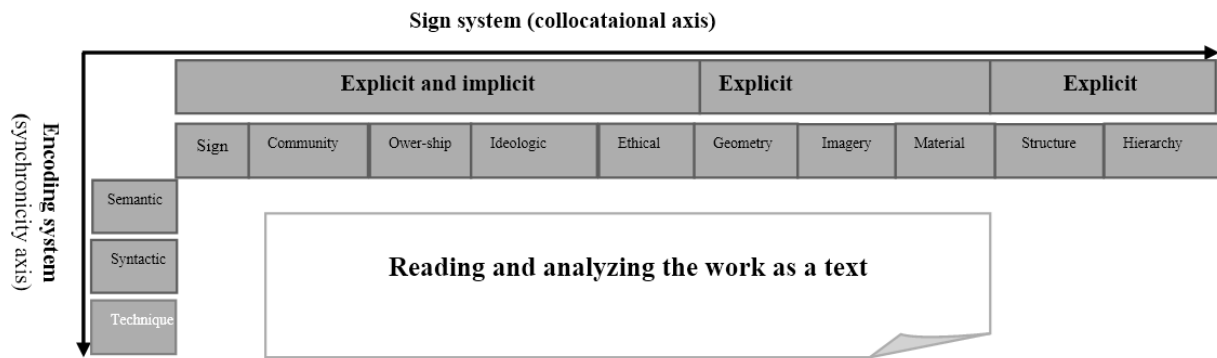 Sign system (collocataional axis)
Explicit and implicit
Explicit
Explicit
Sign
Community
Ower-ship
Ideologic
Ethical
Geometry
Imagery
Material
Structure
Hierarchy
Encoding system
(synchronicity axis)
Semantic
Syntactic
Technique
Reading and analyzing the work as a text